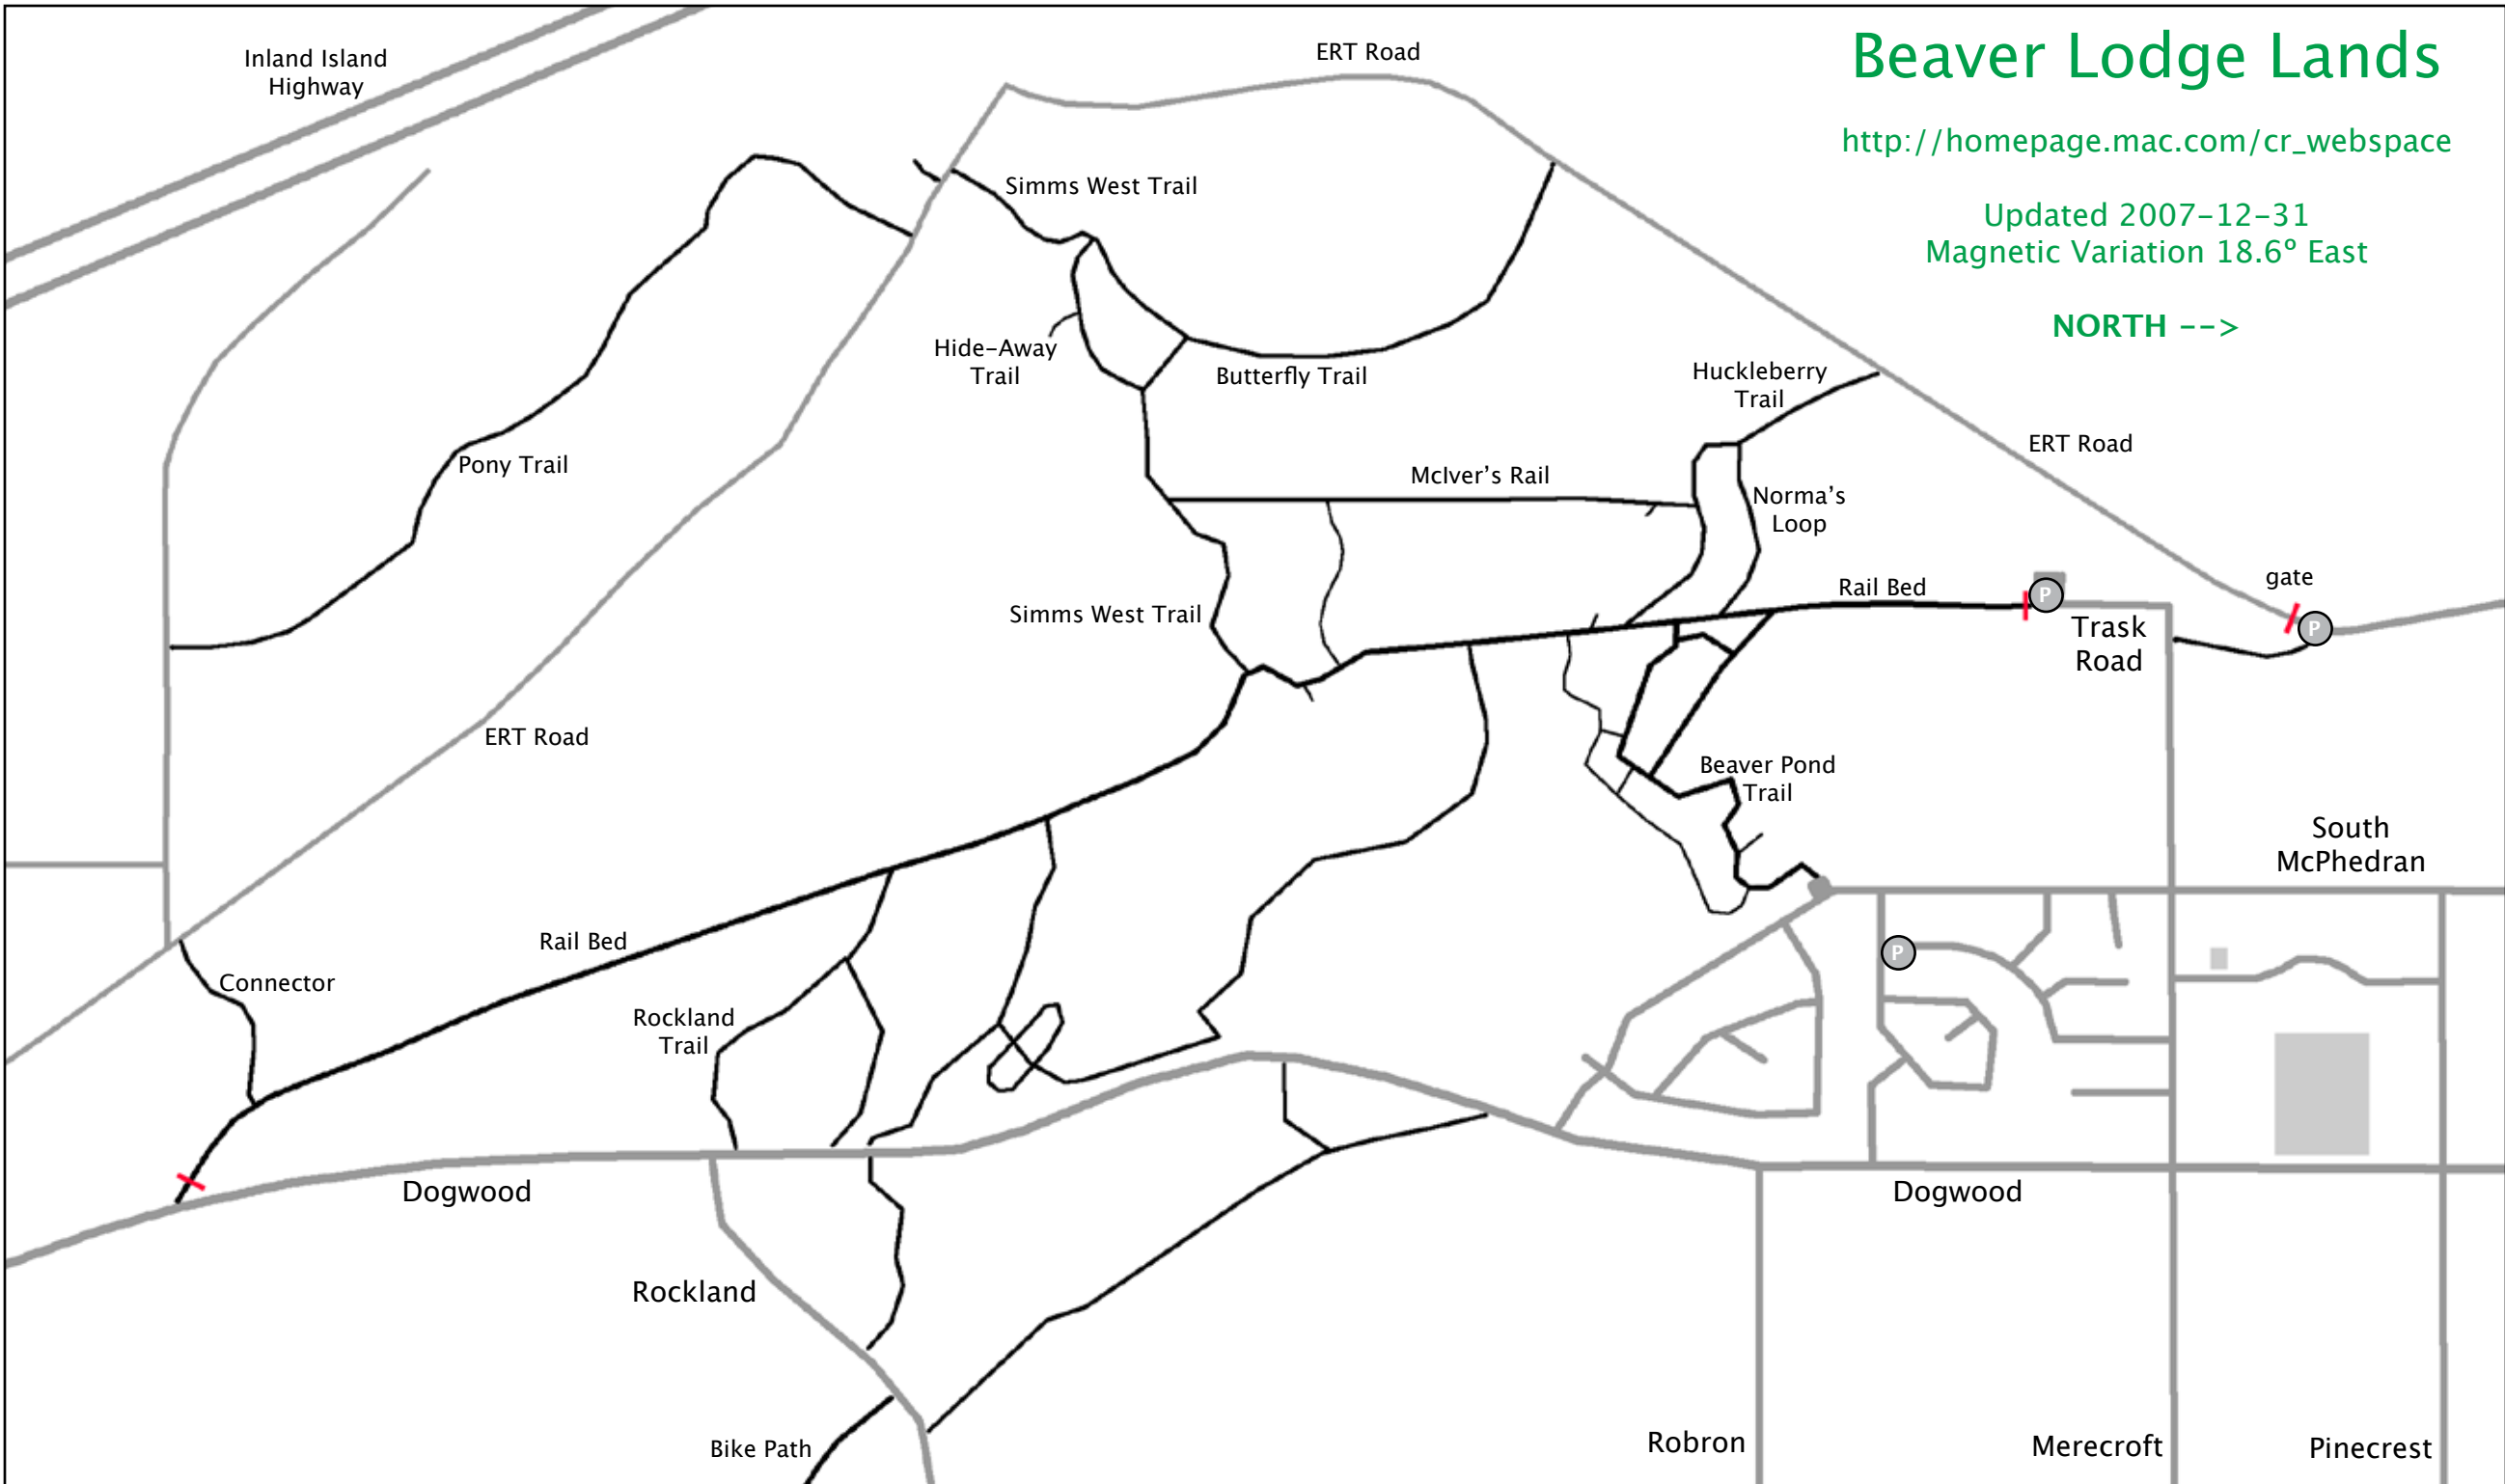 Beaver Lodge Lands
http://homepage.mac.com/cr_webspace
Updated 2007-12-31
Magnetic Variation 18.6º East
NORTH -->
Inland Island
Highway
ERT Road
Simms West Trail
Hide-Away
Trail
Butterfly Trail
Huckleberry
Trail
ERT Road
Pony Trail
McIver's Rail
Norma's
Loop
gate
Rail Bed
P
P
Simms West Trail
Trask
Road
ERT Road
Beaver Pond
Trail
South
McPhedran
Rail Bed
P
Connector
Rockland
Trail
Dogwood
Dogwood
Rockland
Bike Path
Robron
Merecroft
Pinecrest